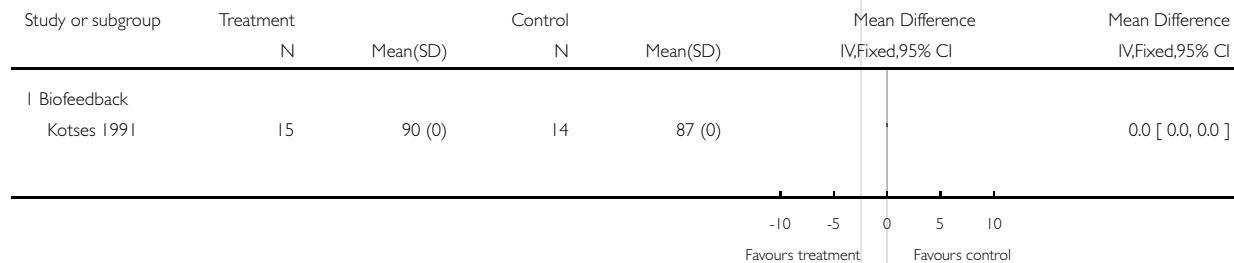 Study or subgroup Treatment Control Mean Difference Mean Difference
N Mean(SD) N Mean(SD) IV,Fixed,95% CI IV,Fixed,95% CI
1 Biofeedback
Kotses 1991 15 90 (0) 14 87 (0) 0.0 [ 0.0, 0.0 ]
-10 -5 0 5 10
Favours treatment Favours control